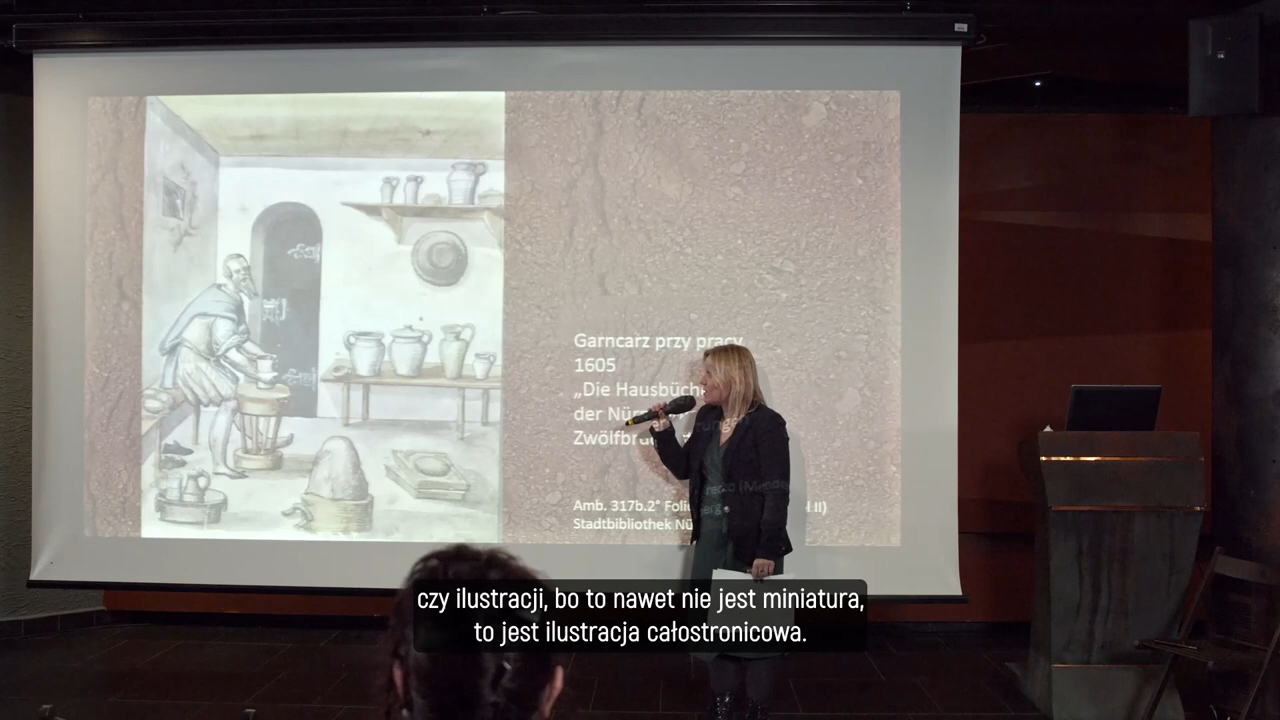 Garncarz przy pracy
1605
„Die Hausbüch
der Nür
Zwölfbr
Amb. 317b.2° Foli
Stadtbibliothek Nü
czy ilustracji, bo to nawet nie jest miniatura,
to jest ilustracja całostronicowa.